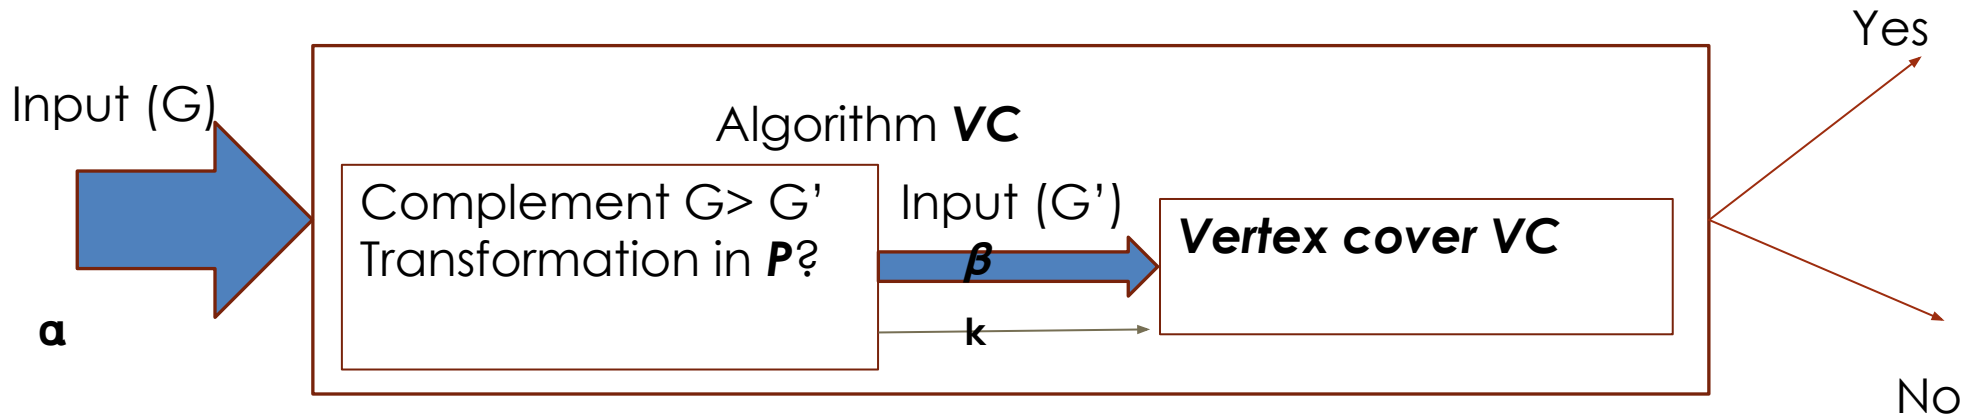 Yes
Input (G)
Algorithm VC
Complement G> G’
Transformation in P?
Input (G’)
β
k
Vertex cover VC
α
No